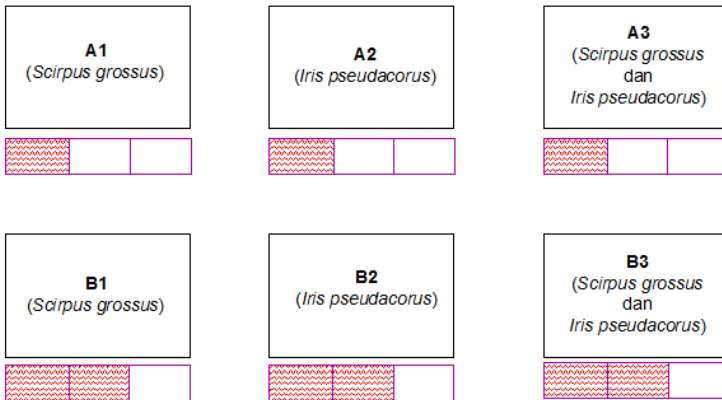 A1
(Scirpus grossus)
A2
(Iris pseudacorus)
A3
(Scirpus grossus
dan
Iris pseudacorus)
B1
(Scirpus grossus)
B2
(Iris pseudacorus)
B3
(Scirpus grossus
dan
Iris pseudacorus)